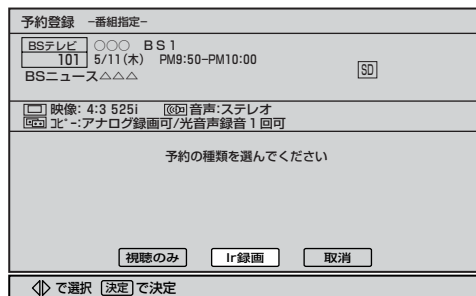 予約登録 -番組指定-
BSテレビ ○○○ BS1
101 5/11(木) PM9:50-PM10:00
SD
BSニュース△△△
映像: 4:3 525i 音声:ステレオ
コピー:アナログ録画可/光音声録音1回可
予約の種類を選んでください
視聴のみ Ir録画 取消
で選択 決定 で決定